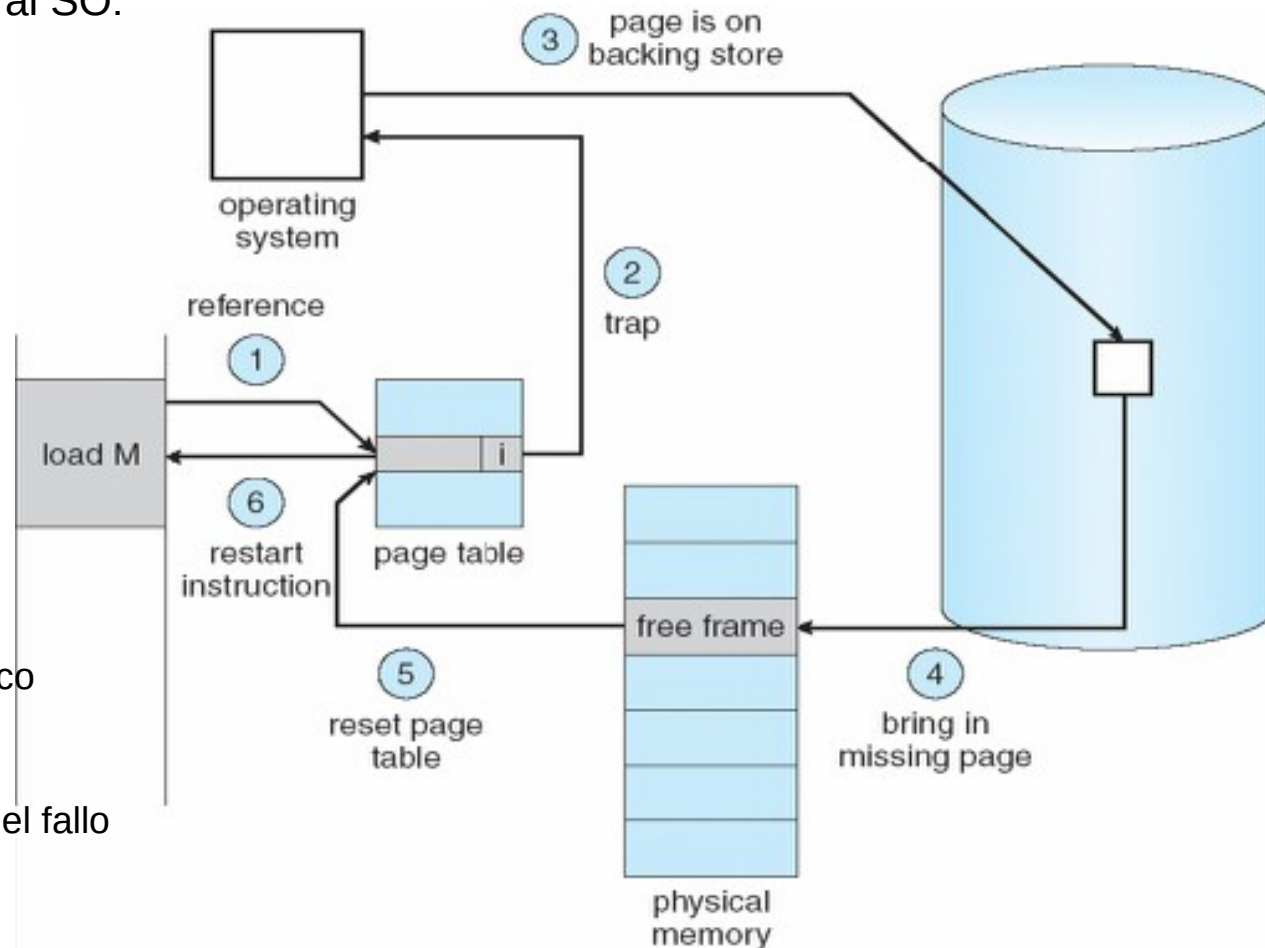 al SO.
3
page is on
backing store
operating
system
2
trap
reference
1
load M
i
6
restart
instruction
page table
free frame
co
5
reset page
table
4
bring in
missing page
el fallo
physical
memory